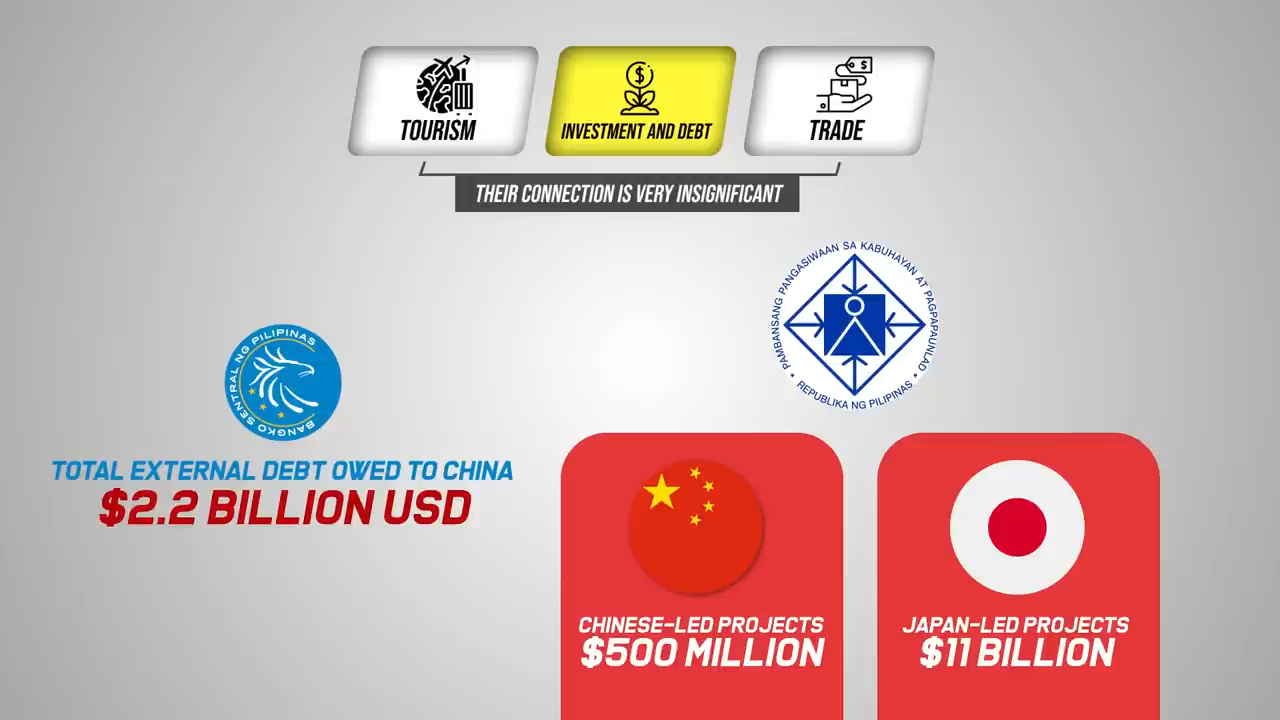 TOURISM
INVESTMENT AND DEBT
TRADE
$
$
THEIR CONNECTION IS VERY INSIGNIFICANT
PAMBANSANG PANGASIWAAN SA KABUHAYAN AT PAGPAPAUNLAD
REPUBLIKA NG PILIPINAS
BANGKO SENTRAL NG PILIPINAS
TOTAL EXTERNAL DEBT OWED TO CHINA
$2.2 BILLION USD
CHINESE-LED PROJECTS
$500 MILLION
JAPAN-LED PROJECTS
$11 BILLION